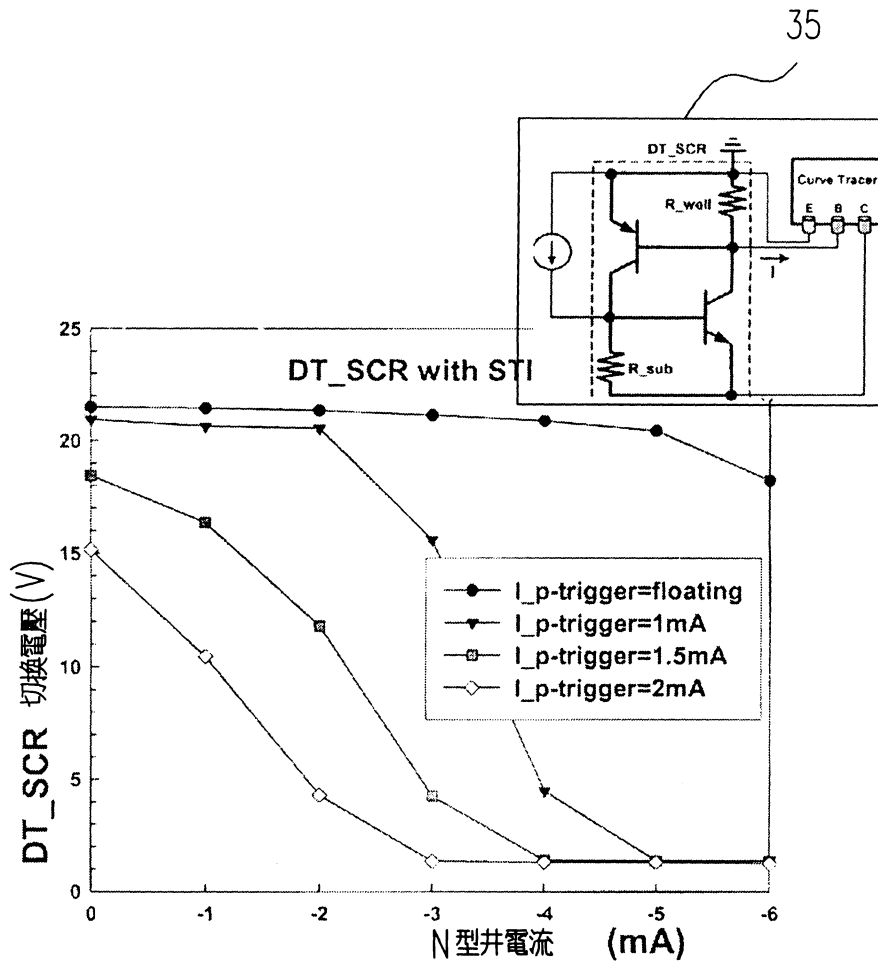 35
DT_SCR
Curve Tracer
R_well
E B C
I
R_sub
DT_SCR with STI
25
20
15
10
5
0
DT_SCR 切換電壓(V)
I_p-trigger=floating
I_p-trigger=1mA
I_p-trigger=1.5mA
I_p-trigger=2mA
0 -1 -2 -3 -4 -5 -6
N型井電流 (mA)